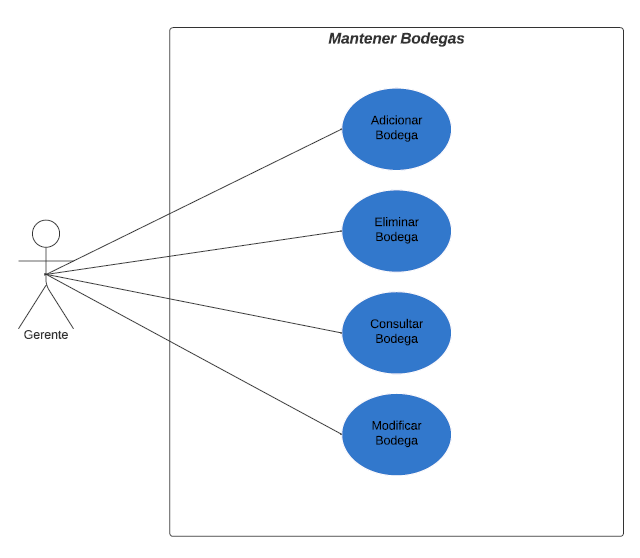 Mantener Bodegas
Adicionar
Bodega
Eliminar
Bodega
Consultar
Bodega
Modificar
Bodega
Gerente